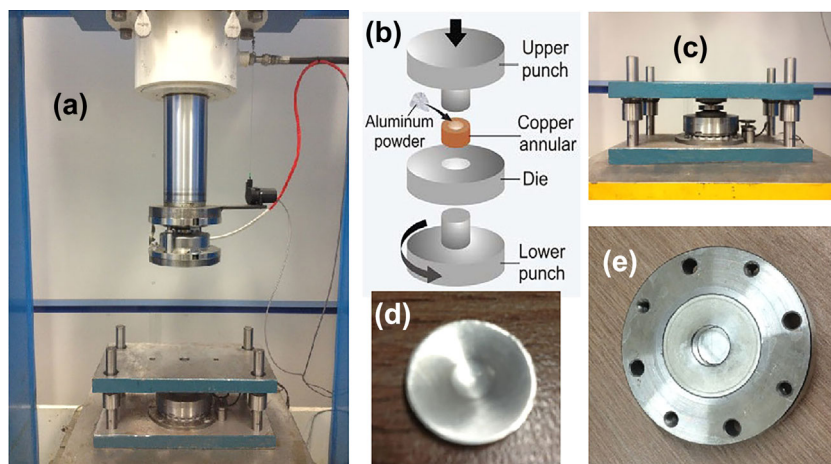 (a)
(b)
Upper
punch
Aluminum
powder
Copper
annular
Die
Lower
punch
(c)
(d)
(e)